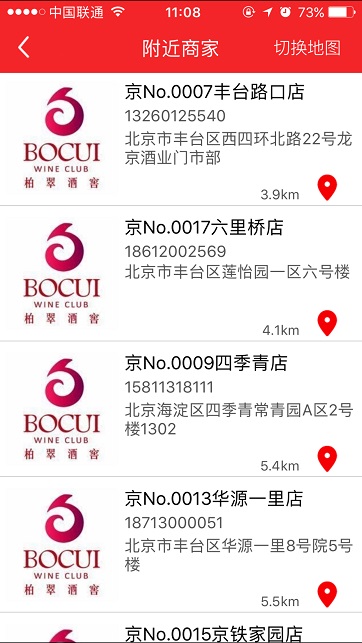 中国联通 11:08 73%
附近商家 切换地图
京No.0007丰台路口店
BOCUI
WINE CLUB
柏翠酒窖
13260125540
北京市丰台区西四环北路22号龙
京酒业门市部
3.9km
京No.0017六里桥店
BOCUI
WINE CLUB
柏翠酒窖
18612002569
北京市丰台区莲怡园一区六号楼
4.1km
京No.0009四季青店
BOCUI
WINE CLUB
柏翠酒窖
15811318111
北京海淀区四季青常青园A区2号
楼1302
5.4km
京No.0013华源一里店
BOCUI
WINE CLUB
柏翠酒窖
18713000051
北京市丰台区华源一里8号院5号
楼
5.5km
京No.0015京铁家园店